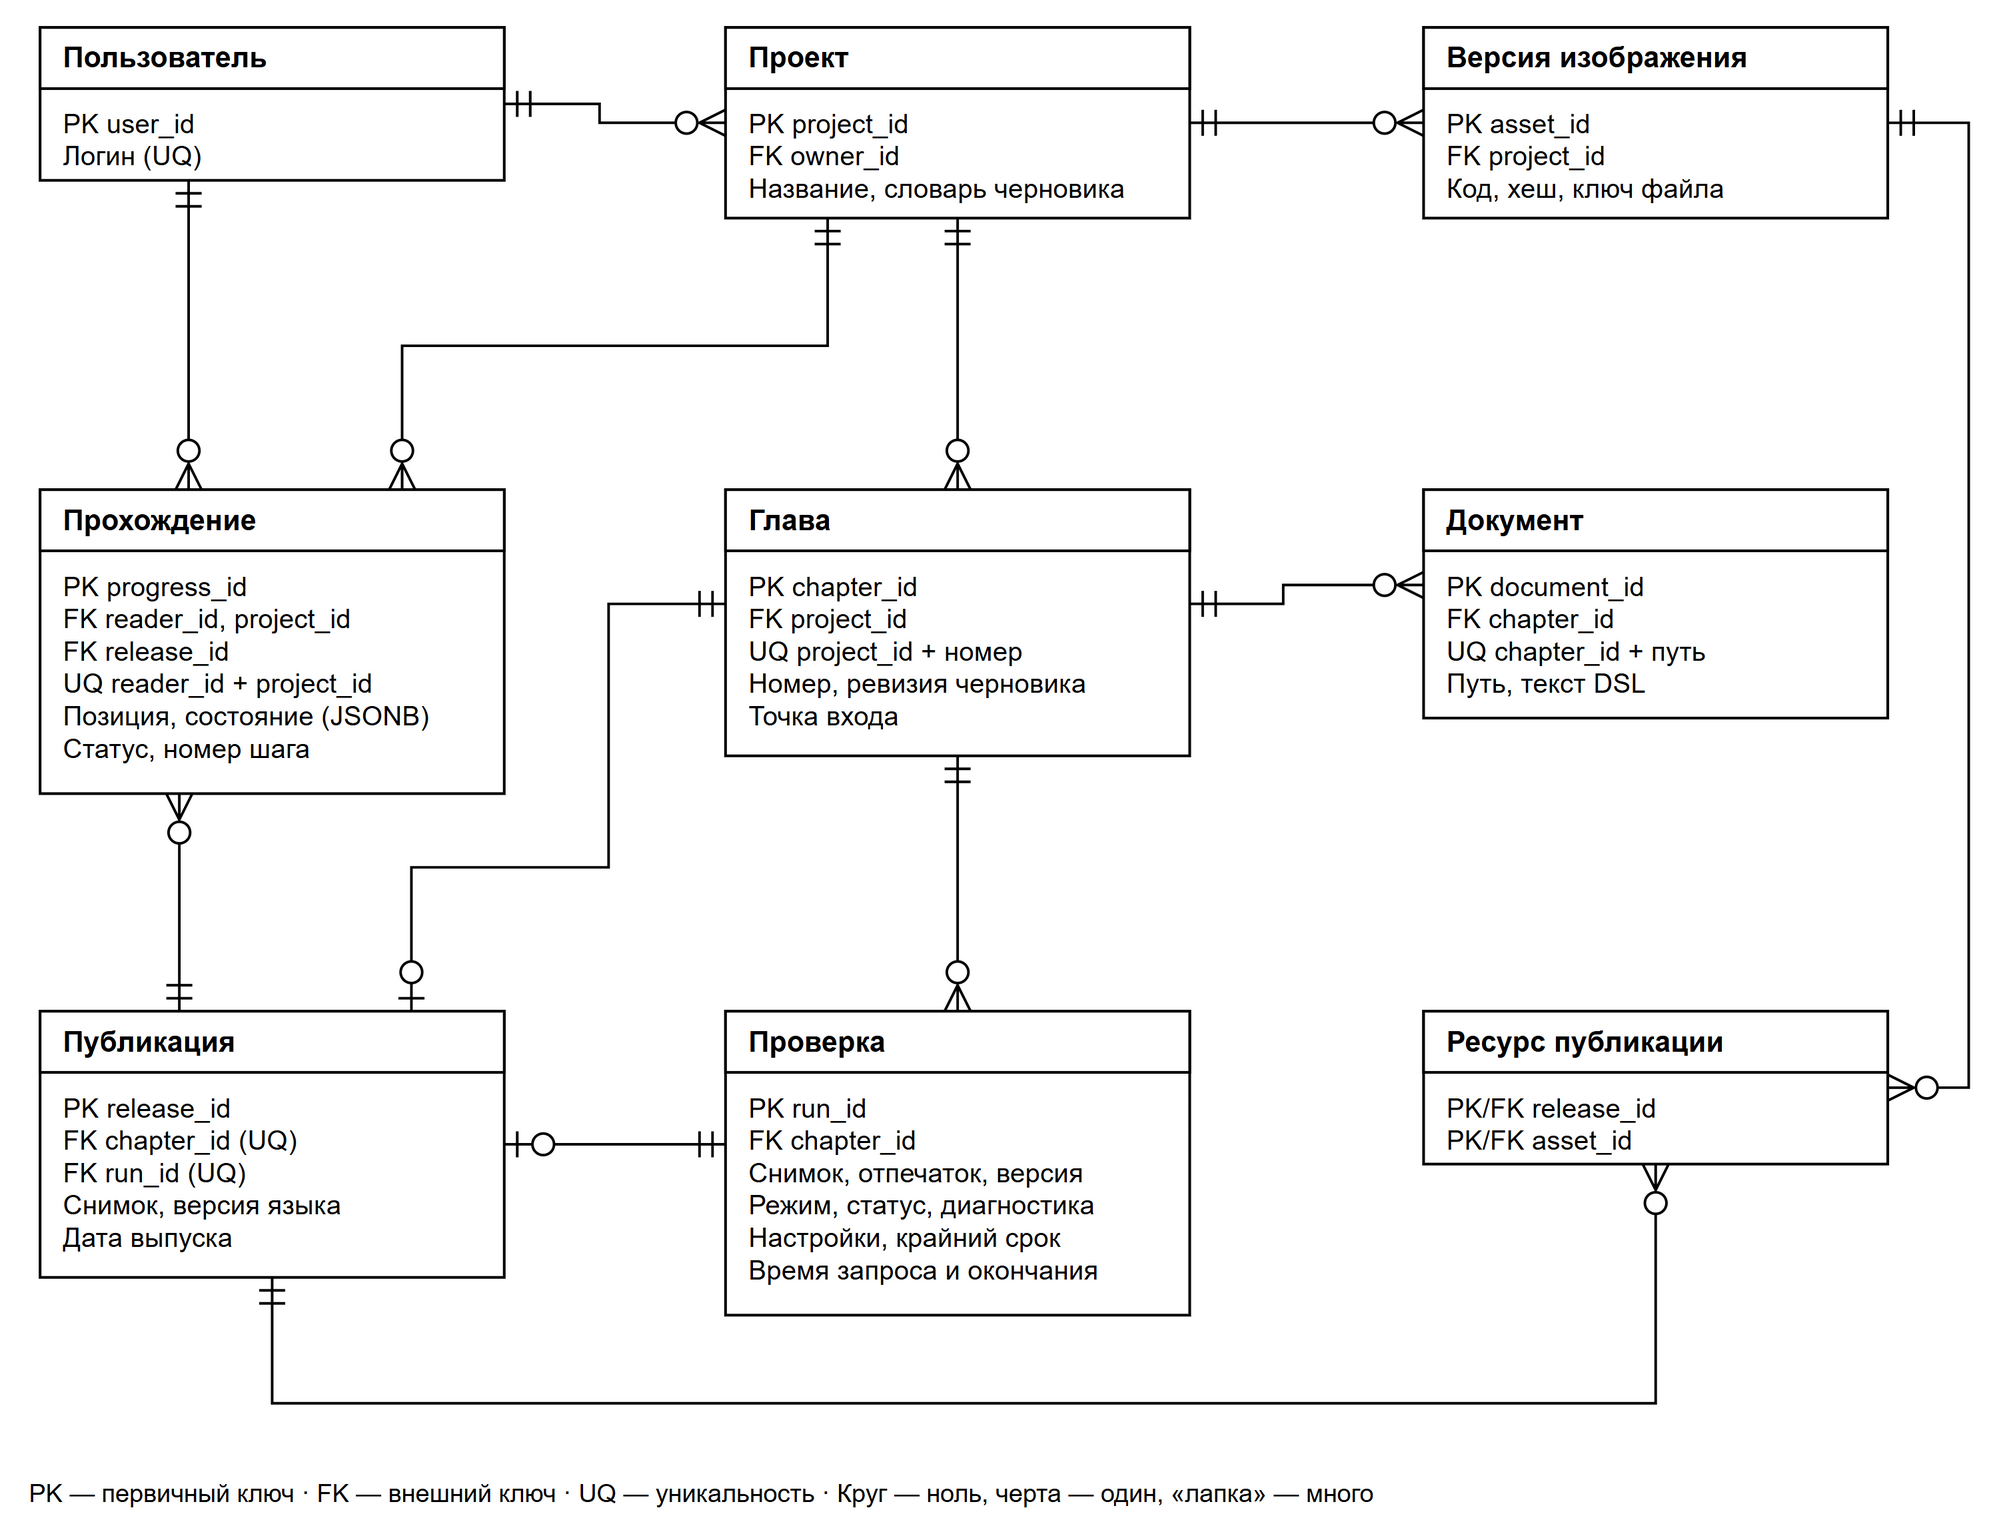 Пользователь
PK user_id
Логин (UQ)
Проект
PK project_id
FK owner_id
Название, словарь черновика
Версия изображения
PK asset_id
FK project_id
Код, хеш, ключ файла
Прохождение
PK progress_id
FK reader_id, project_id
FK release_id
UQ reader_id + project_id
Позиция, состояние (JSONB)
Статус, номер шага
Глава
PK chapter_id
FK project_id
UQ project_id + номер
Номер, ревизия черновика
Точка входа
Документ
PK document_id
FK chapter_id
UQ chapter_id + путь
Путь, текст DSL
Публикация
PK release_id
FK chapter_id (UQ)
FK run_id (UQ)
Снимок, версия языка
Дата выпуска
Проверка
PK run_id
FK chapter_id
Снимок, отпечаток, версия
Режим, статус, диагностика
Настройки, крайний срок
Время запроса и окончания
Ресурс публикации
PK/FK release_id
PK/FK asset_id
PK — первичный ключ · FK — внешний ключ · UQ — уникальность · Круг — ноль, черта — один, «лапка» — много